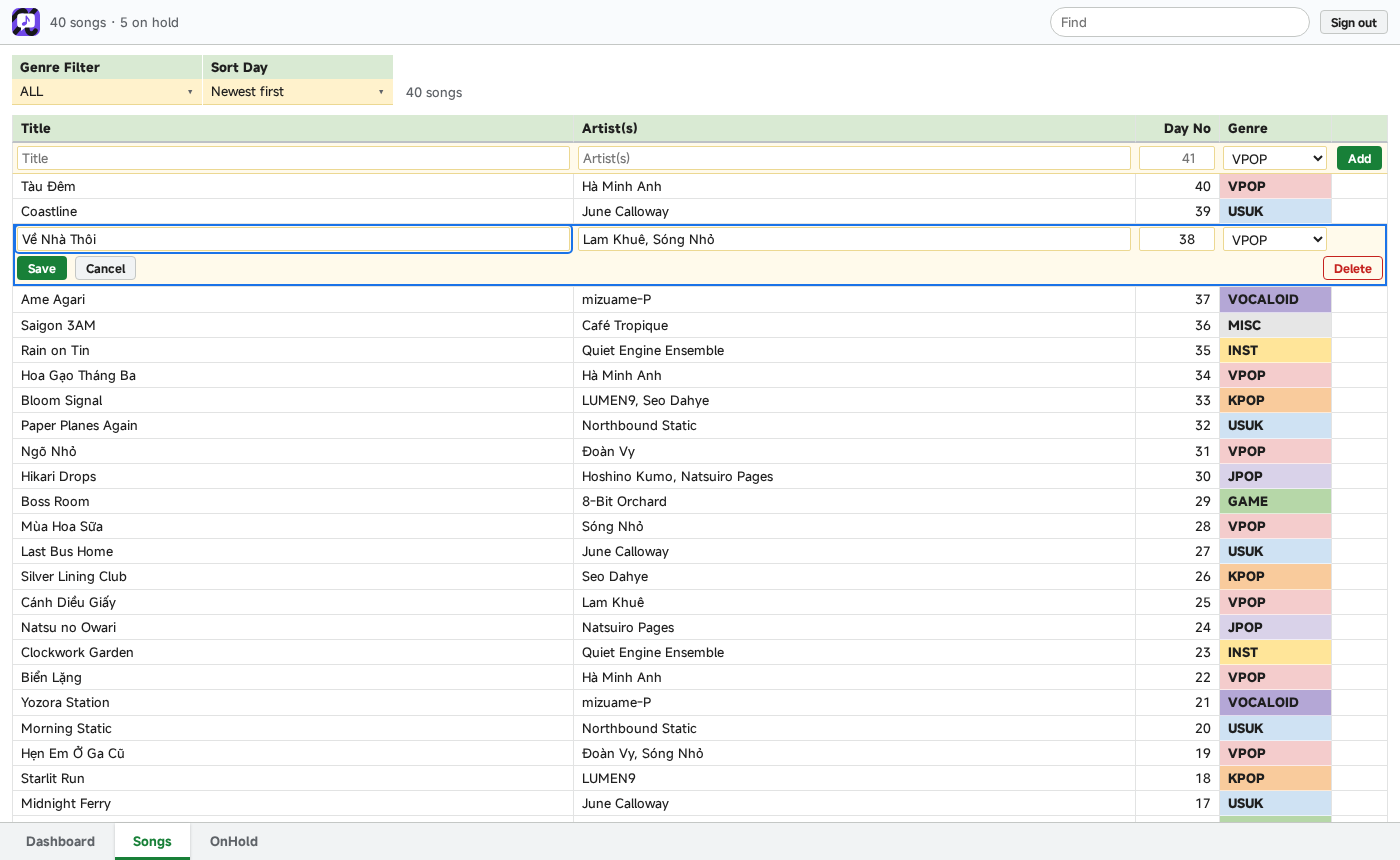 40 songs · 5 on hold Find Sign out
Genre Filter Sort Day
ALL Newest first 40 songs
Title Artist(s) Day No Genre
Title Artist(s) 41 VPOP Add
Tàu Đêm Hà Minh Anh 40 VPOP
Coastline June Calloway 39 USUK
Về Nhà Thôi Lam Khuê, Sóng Nhỏ 38 VPOP
Save Cancel Delete
Ame Agari mizuame-P 37 VOCALOID
Saigon 3AM Café Tropique 36 MISC
Rain on Tin Quiet Engine Ensemble 35 INST
Hoa Gạo Tháng Ba Hà Minh Anh 34 VPOP
Bloom Signal LUMEN9, Seo Dahye 33 KPOP
Paper Planes Again Northbound Static 32 USUK
Ngõ Nhỏ Đoàn Vy 31 VPOP
Hikari Drops Hoshino Kumo, Natsuiro Pages 30 JPOP
Boss Room 8-Bit Orchard 29 GAME
Mùa Hoa Sữa Sóng Nhỏ 28 VPOP
Last Bus Home June Calloway 27 USUK
Silver Lining Club Seo Dahye 26 KPOP
Cánh Diều Giấy Lam Khuê 25 VPOP
Natsu no Owari Natsuiro Pages 24 JPOP
Clockwork Garden Quiet Engine Ensemble 23 INST
Biển Lặng Hà Minh Anh 22 VPOP
Yozora Station mizuame-P 21 VOCALOID
Morning Static Northbound Static 20 USUK
Hẹn Em Ở Ga Cũ Đoàn Vy, Sóng Nhỏ 19 VPOP
Starlit Run LUMEN9 18 KPOP
Midnight Ferry June Calloway 17 USUK
Dashboard Songs OnHold